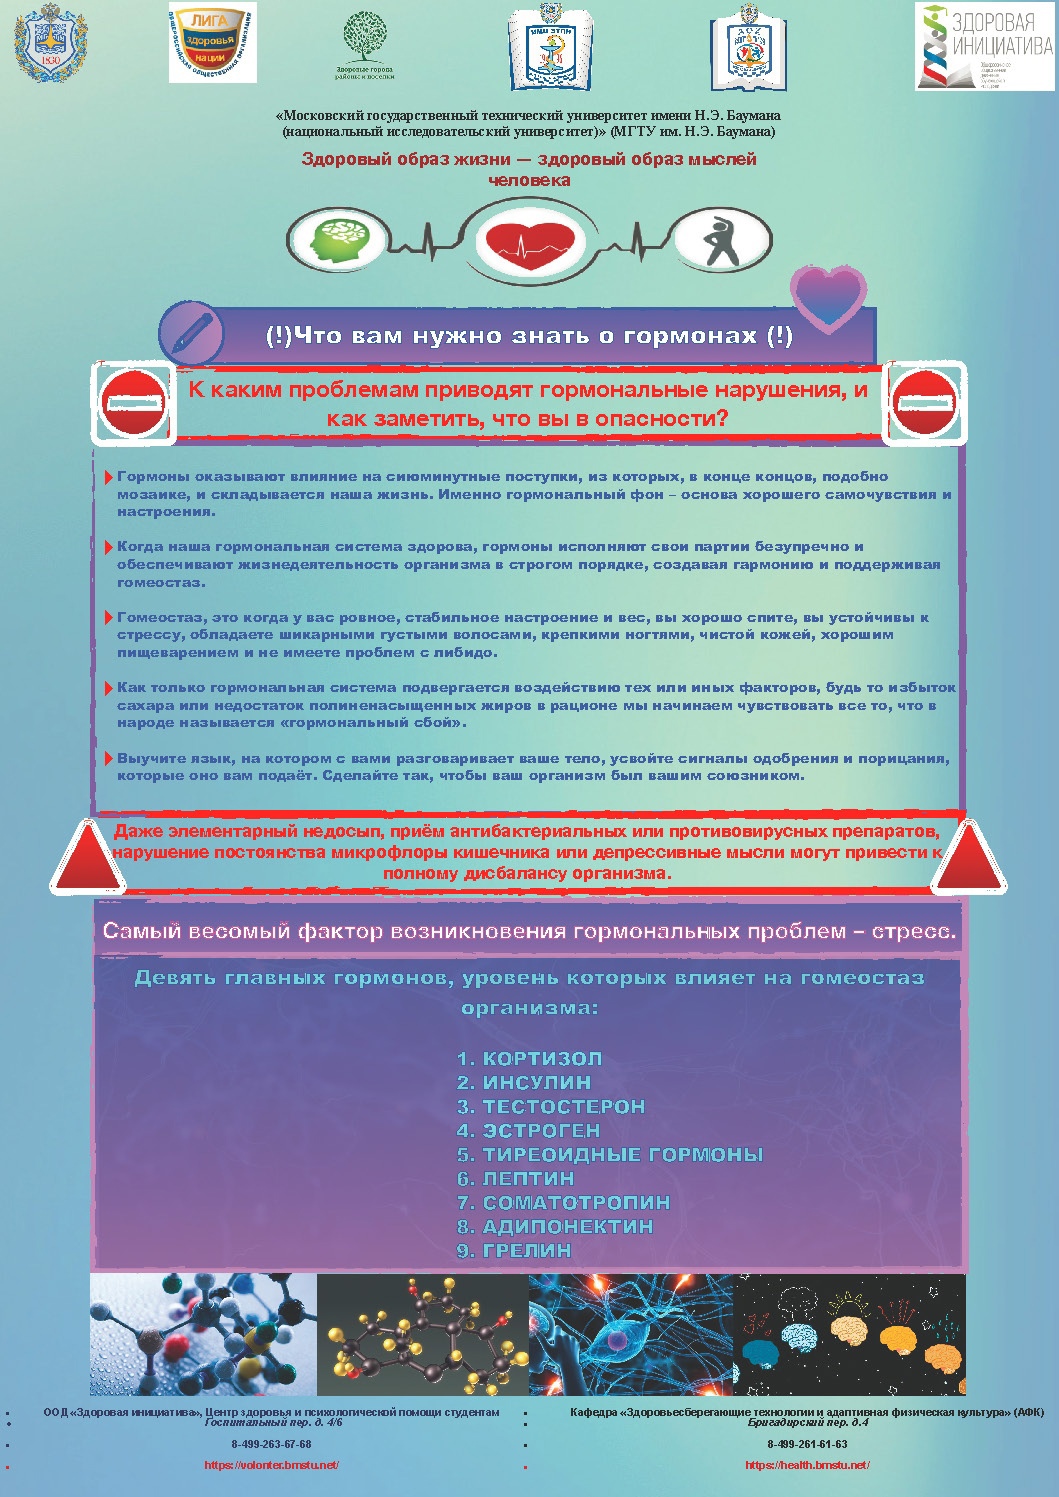 1830
ЛИГА
здоровья
нации
ОБЩЕРОССИЙСКАЯ ОБЩЕСТВЕННАЯ ОРГАНИЗАЦИЯ
Здоровые города
районы и поселки
ЗДОРОВАЯ
ИНИЦИАТИВА
«Московский государственный технический университет имени Н.Э. Баумана
(национальный исследовательский университет)» (МГТУ им. Н.Э. Баумана)
Здоровый образ жизни — здоровый образ мыслей
человека
(!)Что вам нужно знать о гормонах (!)
К каким проблемам приводят гормональные нарушения, и
как заметить, что вы в опасности?
Гормоны оказывают влияние на сиюминутные поступки, из которых, в конце концов, подобно
мозаике, и складывается наша жизнь. Именно гормональный фон – основа хорошего самочувствия и
настроения.
Когда наша гормональная система здорова, гормоны исполняют свои партии безупречно и
обеспечивают жизнедеятельность организма в строгом порядке, создавая гармонию и поддерживая
гомеостаз.
Гомеостаз, это когда у вас ровное, стабильное настроение и вес, вы хорошо спите, вы устойчивы к
стрессу, обладаете шикарными густыми волосами, крепкими ногтями, чистой кожей, хорошим
пищеварением и не имеете проблем с либидо.
Как только гормональная система подвергается воздействию тех или иных факторов, будь то избыток
сахара или недостаток полиненасыщенных жиров в рационе мы начинаем чувствовать все то, что в
народе называется «гормональный сбой».
Выучите язык, на котором с вами разговаривает ваше тело, усвойте сигналы одобрения и порицания,
которые оно вам подаёт. Сделайте так, чтобы ваш организм был вашим союзником.
Даже элементарный недосып, приём антибактериальных или противовирусных препаратов,
нарушение постоянства микрофлоры кишечника или депрессивные мысли могут привести к
полному дисбалансу организма.
Самый весомый фактор возникновения гормональных проблем – стресс.
Девять главных гормонов, уровень которых влияет на гомеостаз
организма:
1. КОРТИЗОЛ
2. ИНСУЛИН
3. ТЕСТОСТЕРОН
4. ЭСТРОГЕН
5. ТИРЕОИДНЫЕ ГОРМОНЫ
6. ЛЕПТИН
7. СОМАТОТРОПИН
8. АДИПОНЕКТИН
9. ГРЕЛИН
ООД «Здоровая инициатива», Центр здоровья и психологической помощи студентам
Госпитальный пер. д. 4/6
8-499-263-67-68
https://volonter.bmstu.net/
Кафедра «Здоровьесберегающие технологии и адаптивная физическая культура» (АФК)
Бригадирский пер. д.4
8-499-261-61-63
https://health.bmstu.net/